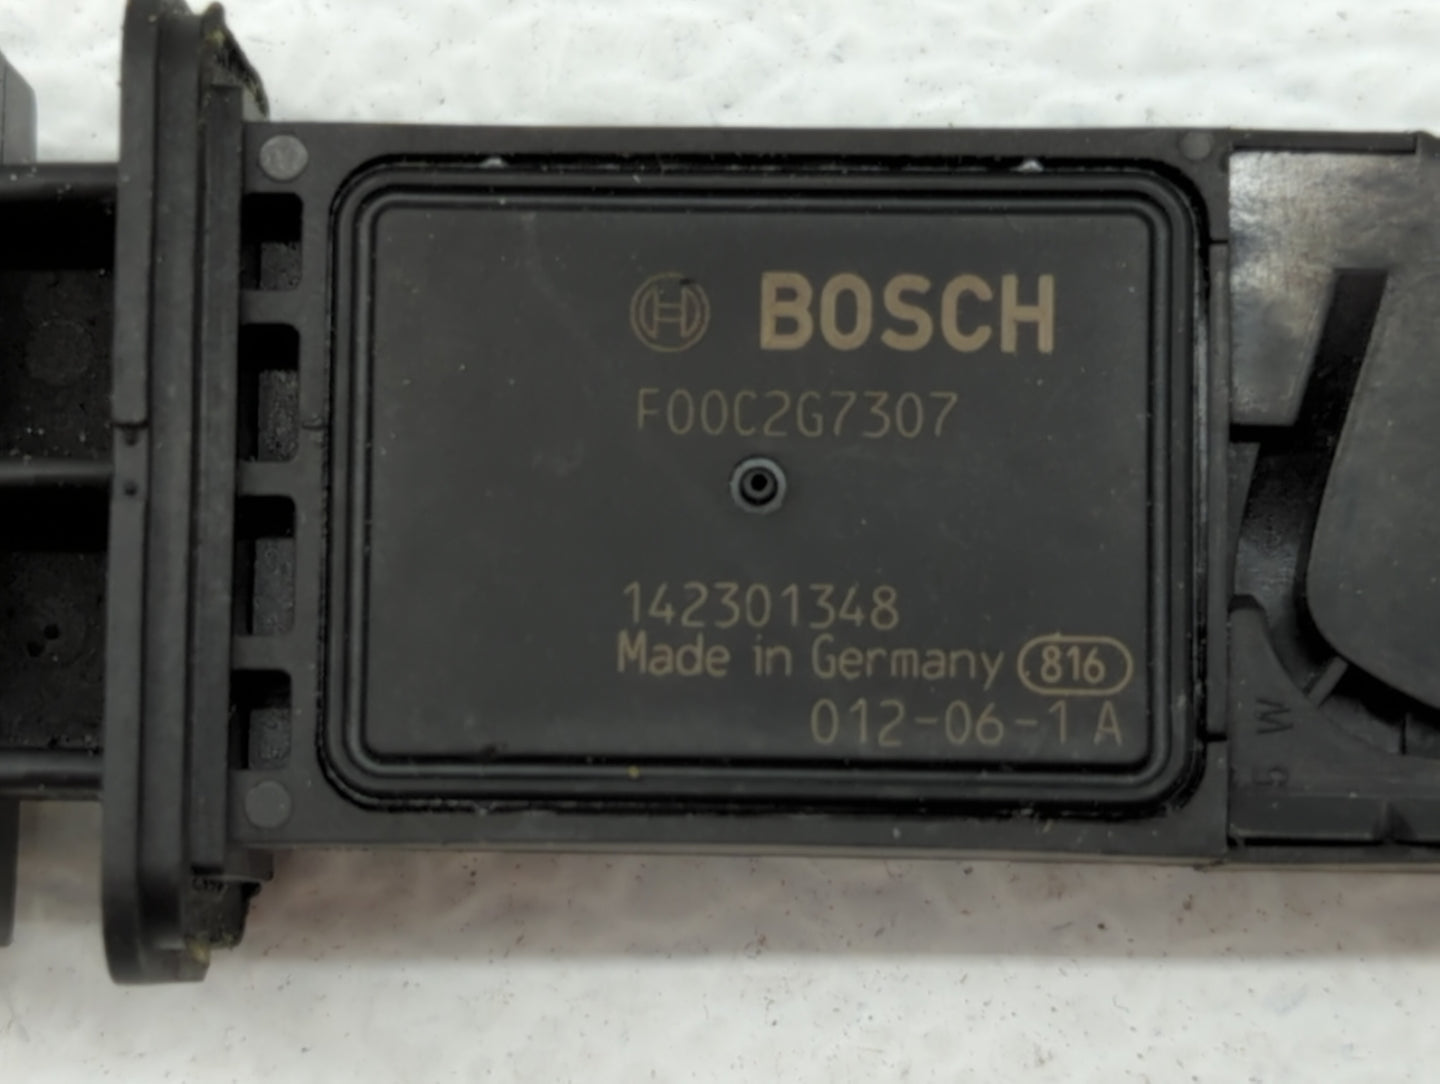 BOSCH
F00C2G7307
142301348
Made in Germany 816
012-06-1 A